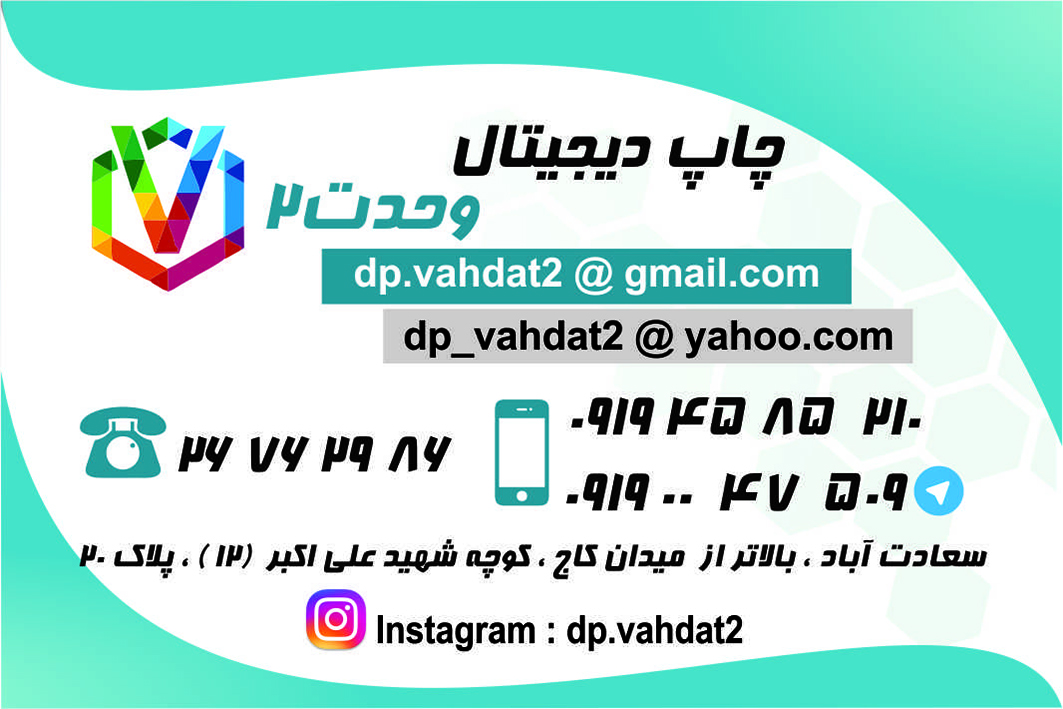 چاپ دیجیتال
وحدت۲
dp.vahdat2 @ gmail.com
dp_vahdat2 @ yahoo.com
۰۹۱۹ ۴۵ ۸۵ ۲۱۰
۲۶ ۷۶ ۲۹ ۸۶
۰۹۱۹ ۰۰ ۴۷ ۵۰۹
سعادت آباد ، بالاتر از میدان کاج ، کوچه شهید علی اکبر (۱۲) ، پلاک ۲۰
Instagram : dp.vahdat2